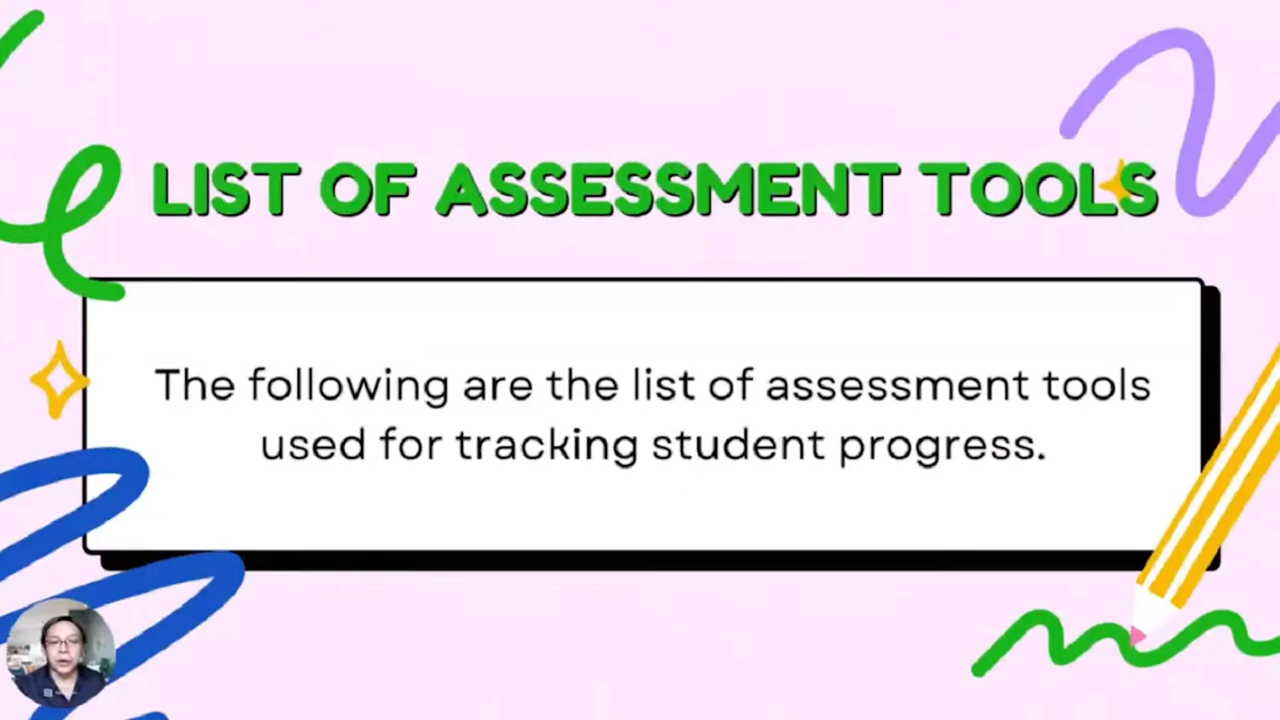 LIST OF ASSESSMENT TOOLS
The following are the list of assessment tools
used for tracking student progress.